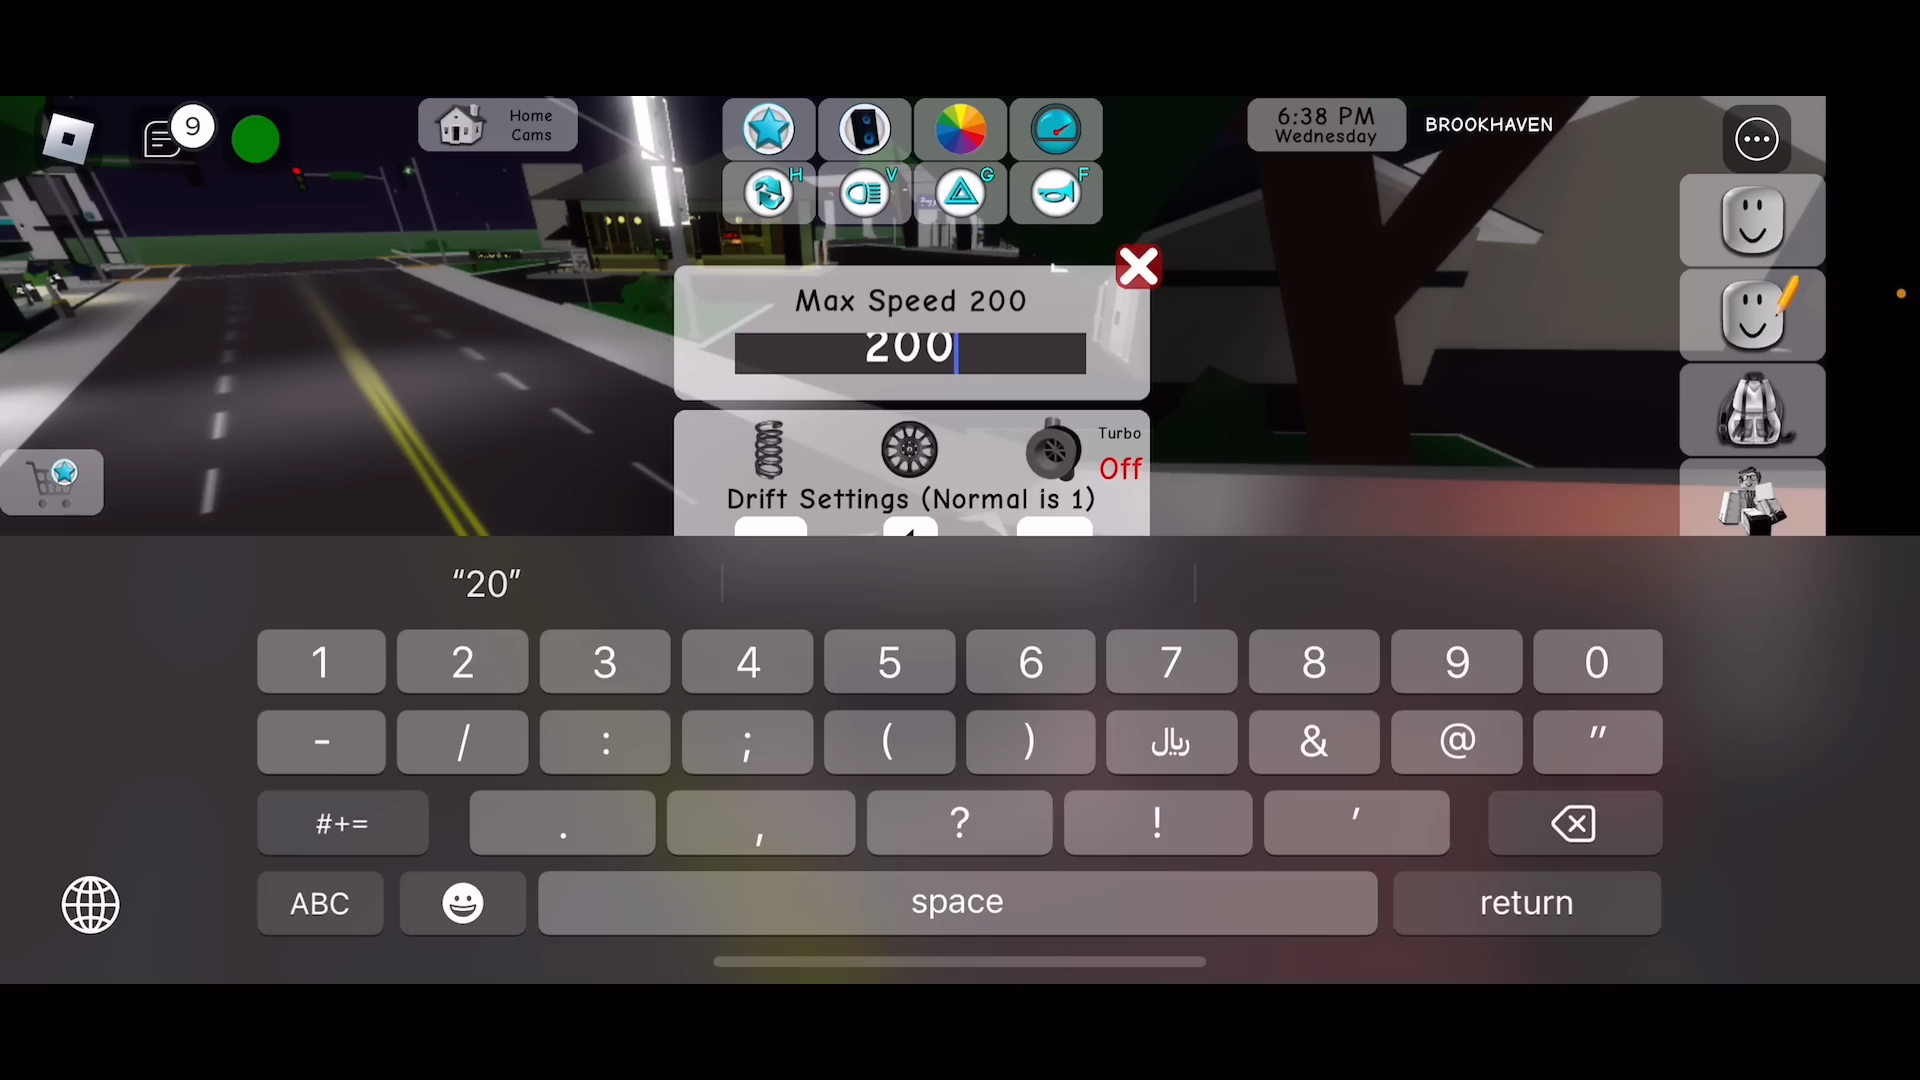 9
Home
Cams
H
V
G
F
6:38 PM
Wednesday
BROOKHAVEN
Max Speed 200
200
Turbo
Off
Drift Settings (Normal is 1)
“20”
1 2 3 4 5 6 7 8 9 0
- / : ; ( ) ريال & @ "
#+= . , ? ! '
ABC space return